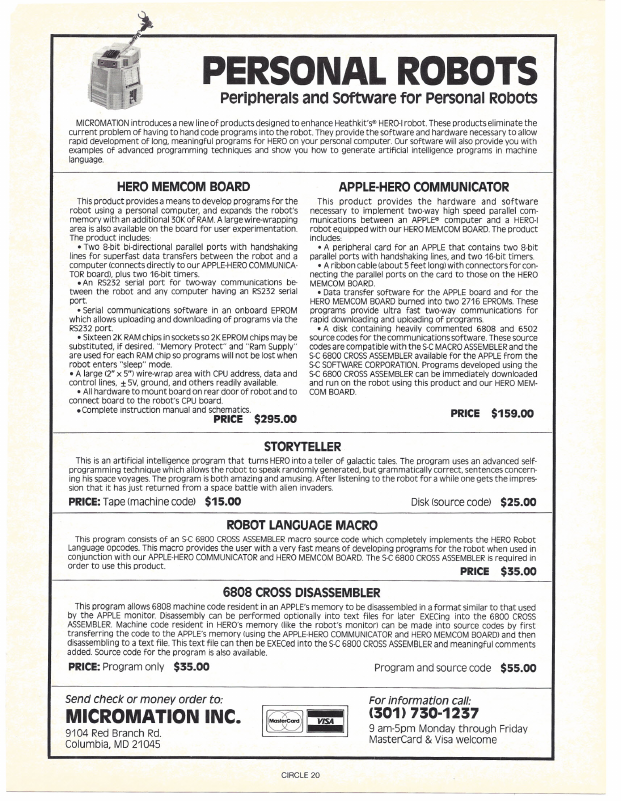 PERSONAL ROBOTS
Peripherals and Software for Personal Robots
MICROMATION introduces a new line of products designed to enhance Heathkit's® HERO-I robot. These products eliminate the
current problem of having to hand code programs into the robot. They provide the software and hardware necessary to allow
rapid development of long, meaningful programs for HERO on your personal computer. Our software will also provide you with
examples of advanced programming techniques and show you how to generate artificial intelligence programs in machine
language.
HERO MEMCOM BOARD
This product provides a means to develop programs for the
robot using a personal computer, and expands the robot's
memory with an additional 30K of RAM. A large wire-wrapping
area is also available on the board for user experimentation.
The product includes:
• Two 8-bit bi-directional parallel ports with handshaking
lines for superfast data transfers between the robot and a
computer (connects directly to our APPLE-HERO COMMUNICA-
TOR board), plus two 16-bit timers.
• An RS232 serial port for two-way communications be-
tween the robot and any computer having an RS232 serial
port.
• Serial communications software in an onboard EPROM
which allows uploading and downloading of programs via the
RS232 port.
• Sixteen 2K RAM chips in sockets so 2K EPROM chips may be
substituted, if desired. "Memory Protect" and "Ram Supply"
are used for each RAM chip so programs will not be lost when
robot enters "sleep" mode.
• A large (2" x 5") wire-wrap area with CPU address, data and
control lines, ±5V, ground, and others readily available.
• All hardware to mount board on rear door of robot and to
connect board to the robot's CPU board.
• Complete instruction manual and schematics.
PRICE $295.00
APPLE-HERO COMMUNICATOR
This product provides the hardware and software
necessary to implement two-way high speed parallel com-
munications between an APPLE® computer and a HERO-I
robot equipped with our HERO MEMCOM BOARD. The product
includes:
• A peripheral card for an APPLE that contains two 8-bit
parallel ports with handshaking lines, and two 16-bit timers.
• A ribbon cable (about 5 feet long) with connectors for con-
necting the parallel ports on the card to those on the HERO
MEMCOM BOARD.
• Data transfer software for the APPLE board and for the
HERO MEMCOM BOARD burned into two 2716 EPROMs. These
programs provide ultra fast two-way communications for
rapid downloading and uploading of programs.
• A disk containing heavily commented 6808 and 6502
source codes for the communications software. These source
codes are compatible with the S-C MACRO ASSEMBLER and the
S-C 6800 CROSS ASSEMBLER available for the APPLE from the
S-C SOFTWARE CORPORATION. Programs developed using the
S-C 6800 CROSS ASSEMBLER can be immediately downloaded
and run on the robot using this product and our HERO MEM-
COM BOARD.
PRICE $159.00
STORYTELLER
This is an artificial intelligence program that turns HERO into a teller of galactic tales. The program uses an advanced self-
programming technique which allows the robot to speak randomly generated, but grammatically correct, sentences concern-
ing his space voyages. The program is both amazing and amusing. After listening to the robot for a while one gets the impres-
sion that it has just returned from a space battle with alien invaders.
PRICE: Tape (machine code) $15.00 Disk (source code) $25.00
ROBOT LANGUAGE MACRO
This program consists of an S-C 6800 CROSS ASSEMBLER macro source code which completely implements the HERO Robot
Language opcodes. This macro provides the user with a very fast means of developing programs for the robot when used in
conjunction with our APPLE-HERO COMMUNICATOR and HERO MEMCOM BOARD. The S-C 6800 CROSS ASSEMBLER is required in
order to use this product.
PRICE $35.00
6808 CROSS DISASSEMBLER
This program allows 6808 machine code resident in an APPLE's memory to be disassembled in a format similar to that used
by the APPLE monitor. Disassembly can be performed optionally into text files for later EXECing into the 6800 CROSS
ASSEMBLER. Machine code resident in HERO's memory (like the robot's monitor) can be made into source codes by first
transferring the code to the APPLE's memory (using the APPLE-HERO COMMUNICATOR and HERO MEMCOM BOARD) and then
disassembling to a text file. This text file can then be EXECed into the S-C 6800 CROSS ASSEMBLER and meaningful comments
added. Source code for the program is also available.
PRICE: Program only $35.00 Program and source code $55.00
Send check or money order to:
MICROMATION INC.
9104 Red Branch Rd.
Columbia, MD 21045
MasterCard VISA
For information call:
(301) 730-1237
9 am-5pm Monday through Friday
MasterCard & Visa welcome
CIRCLE 20